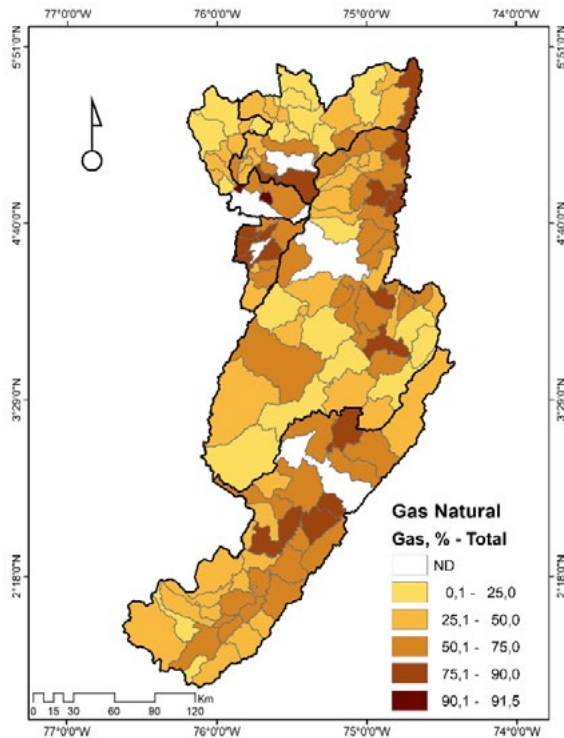 77°0'0"W 76°0'0"W 75°0'0"W 74°0'0"W
5°51'0"N 5°51'0"N
4°40'0"N 4°40'0"N
3°29'0"N 3°29'0"N
2°18'0"N 2°18'0"N
Gas Natural
Gas, % - Total
ND
0,1 - 25,0
25,1 - 50,0
50,1 - 75,0
75,1 - 90,0
90,1 - 91,5
Km
0 15 30 60 90 120
77°0'0"W 76°0'0"W 75°0'0"W 74°0'0"W